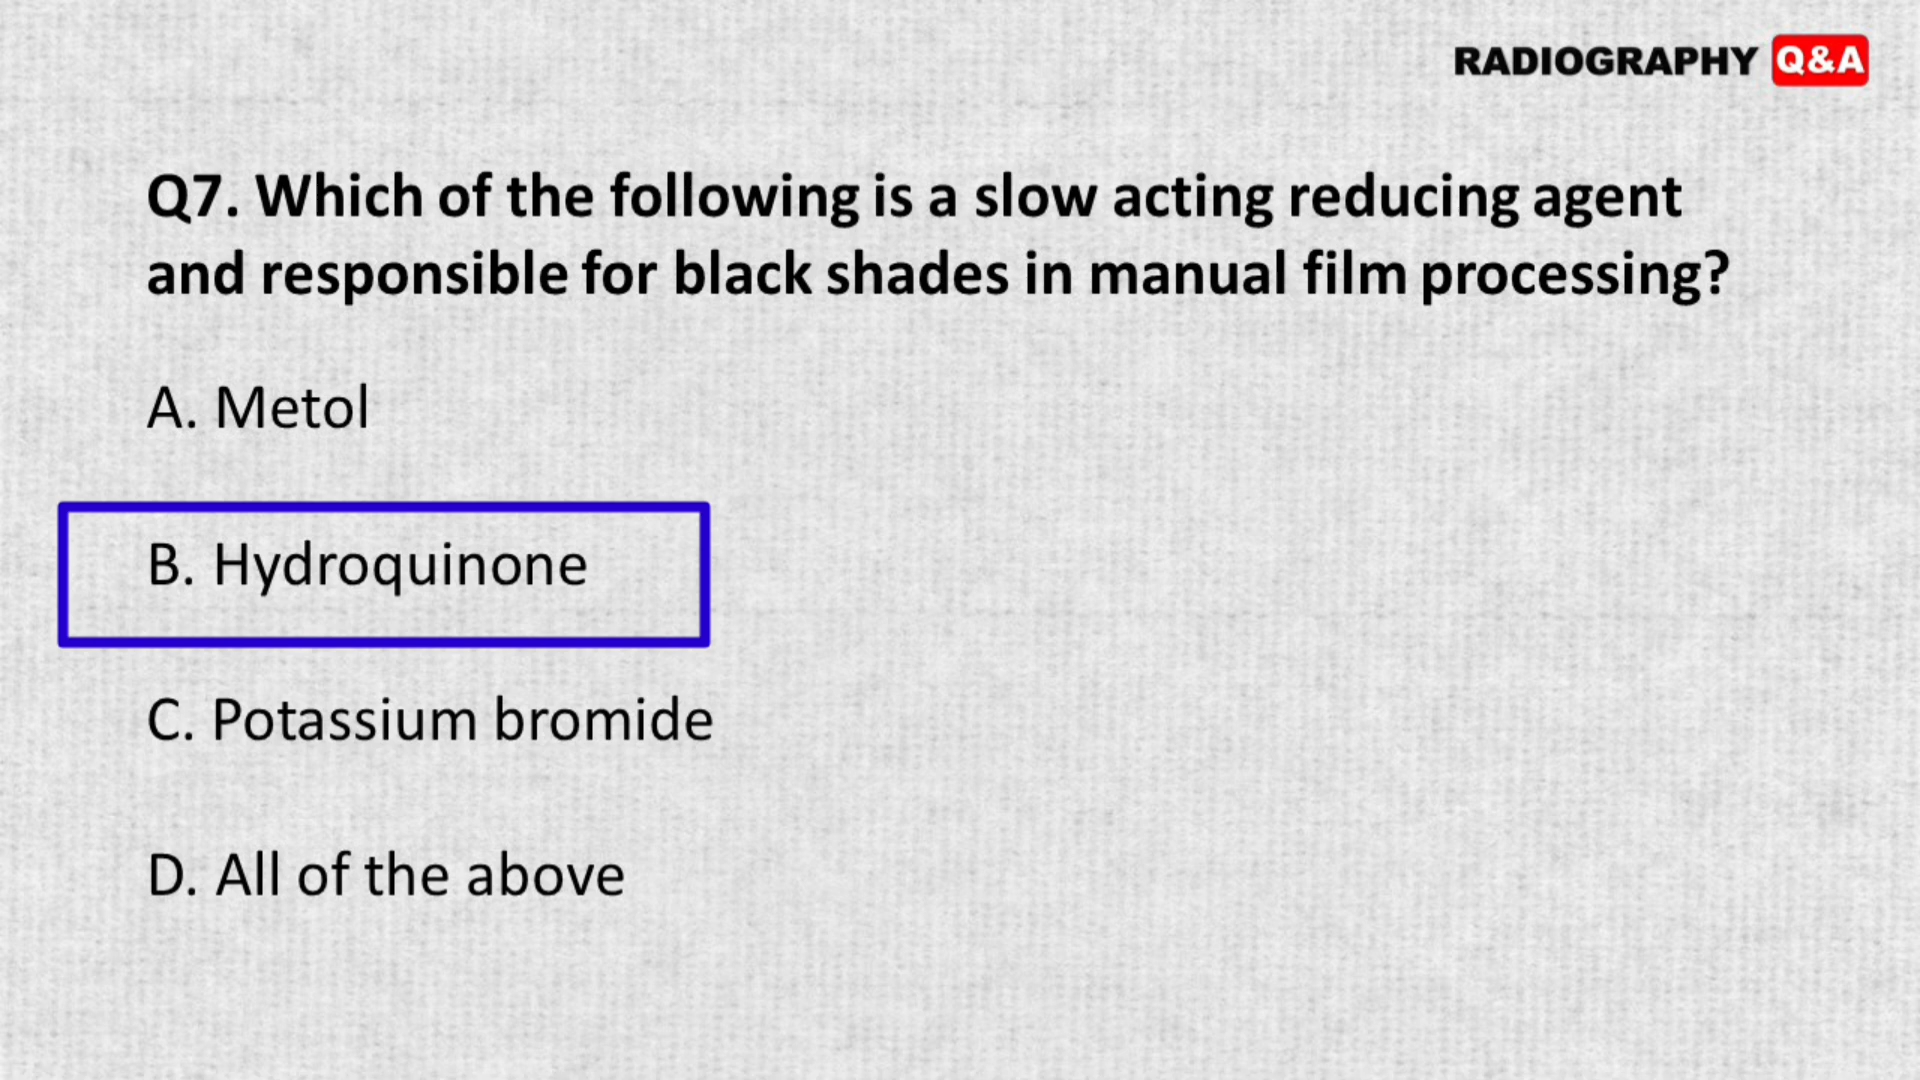 RADIOGRAPHY Q&A
Q7. Which of the following is a slow acting reducing agent
and responsible for black shades in manual film processing?
A. Metol
B. Hydroquinone
C. Potassium bromide
D. All of the above